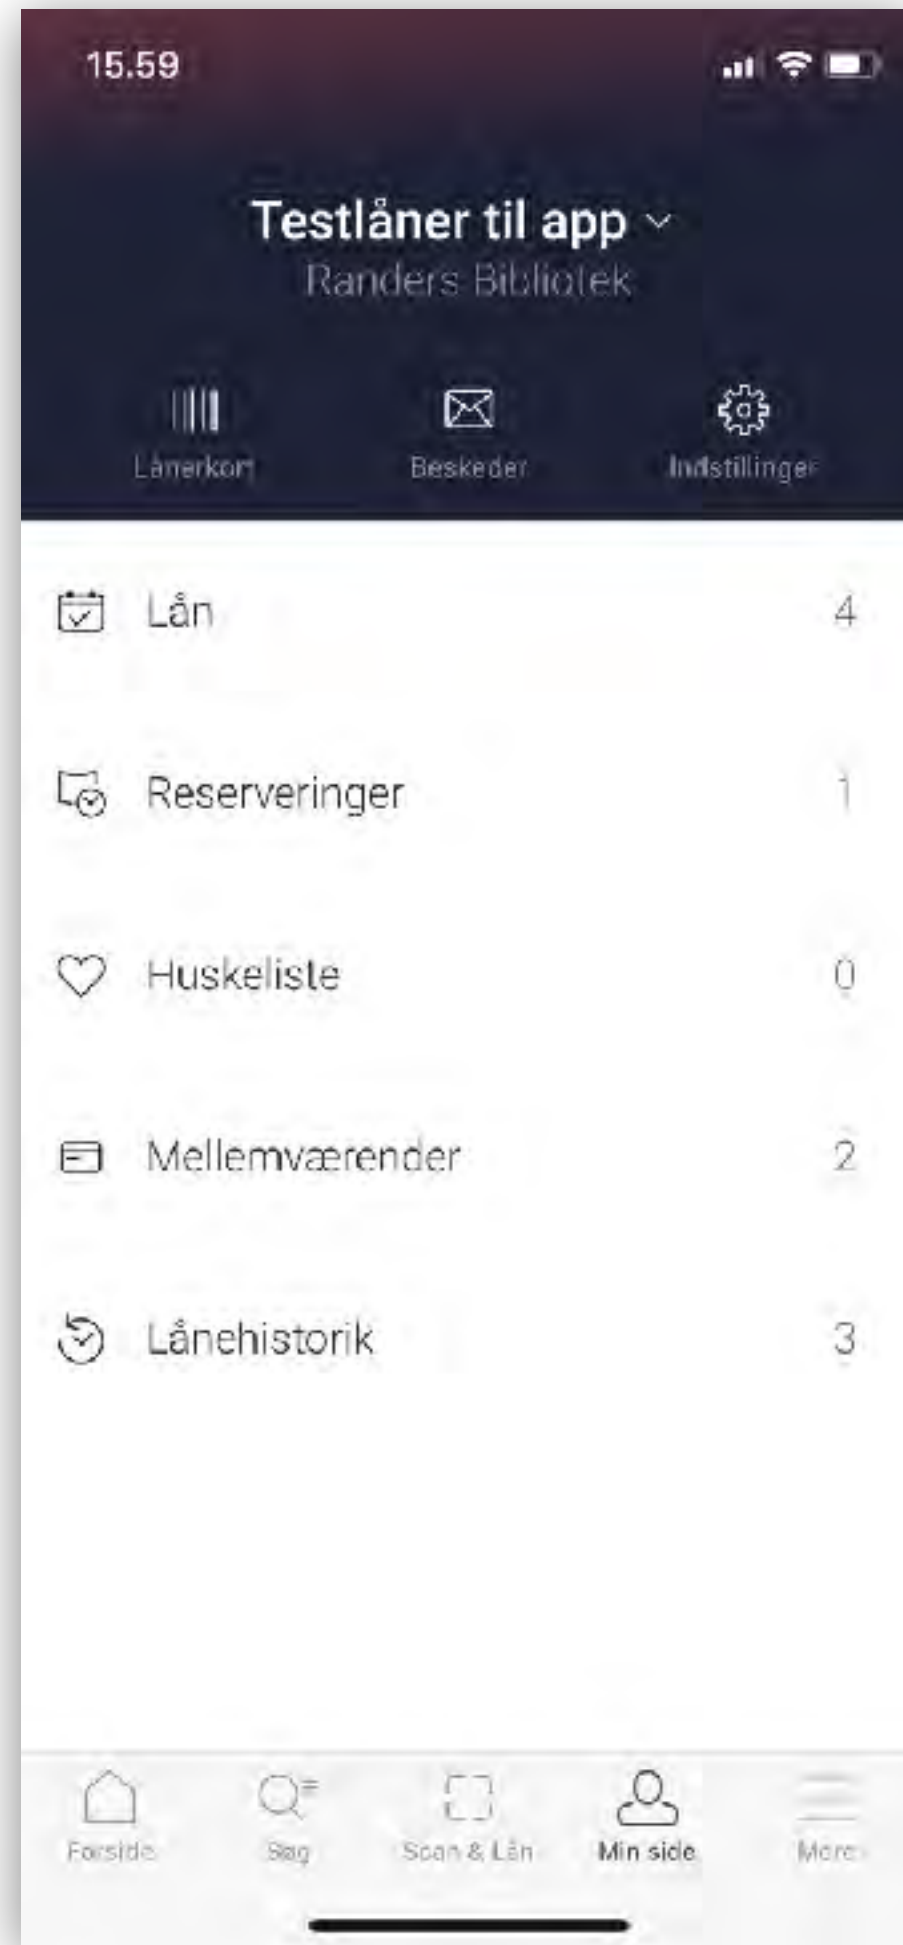 15.59
Testlåner til app
Randers Bibliotek
Lånerkort Beskeder Indstillinger
Lån 4
Reserveringer 1
Huskeliste 0
Mellemværender 2
Lånehistorik 3
Forside Søg Scan & Lån Min side Mere